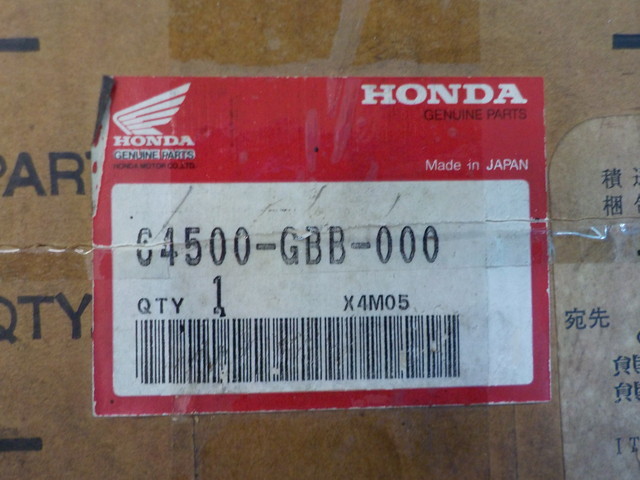 HONDA
GENUINE PARTS
HONDA
GENUINE PARTS
HONDA MOTOR CO.,LTD.
Made in JAPAN
64500-GBB-000
QTY 1
X4M05
PAR
QTY
積
梱
宛先
IT